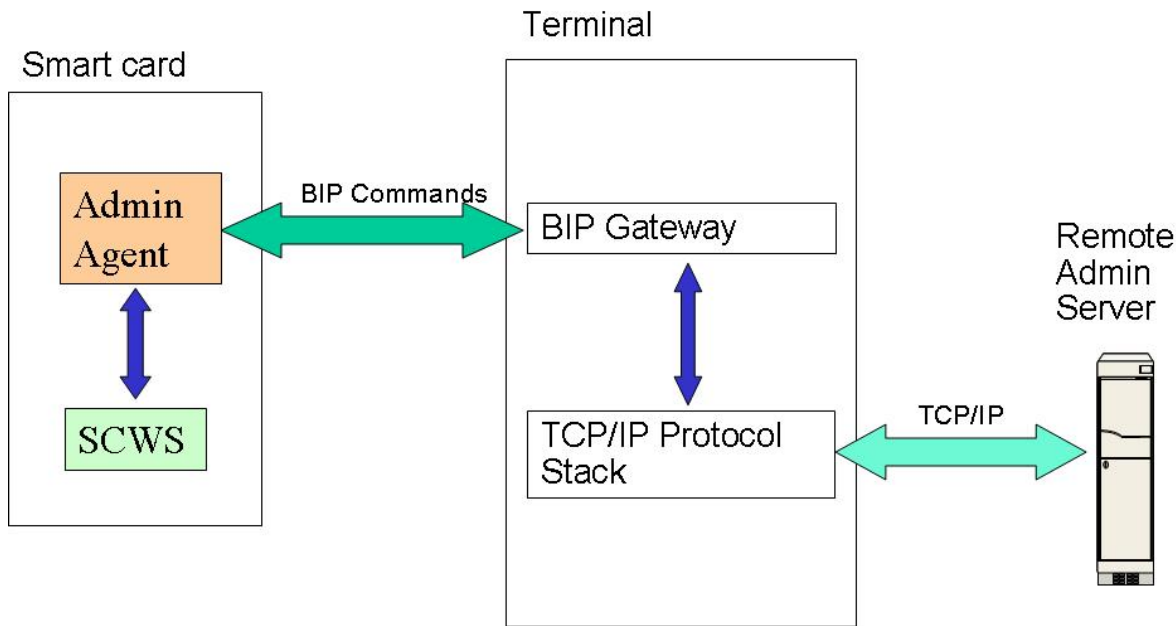 Terminal
Smart card
Admin
Agent
BIP Commands
BIP Gateway
Remote
Admin
Server
SCWS
TCP/IP Protocol
Stack
TCP/IP